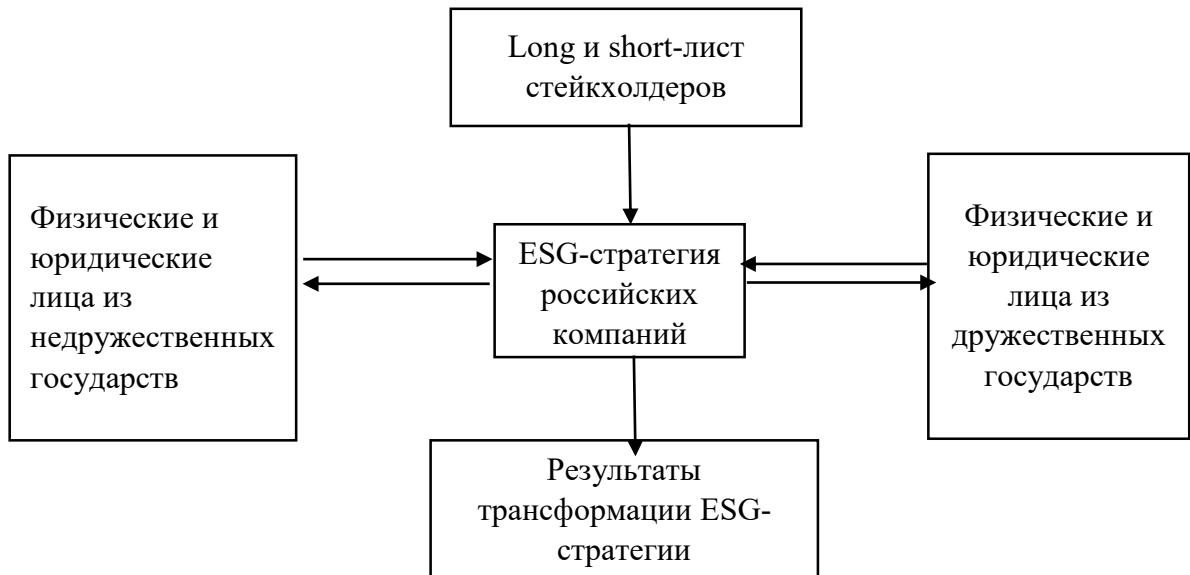 Long и short-лист
стейкхолдеров
Физические и
юридические
лица из
недружественных
государств
ESG-стратегия
российских
компаний
Физические и
юридические
лица из
дружественных
государств
Результаты
трансформации ESG-
стратегии